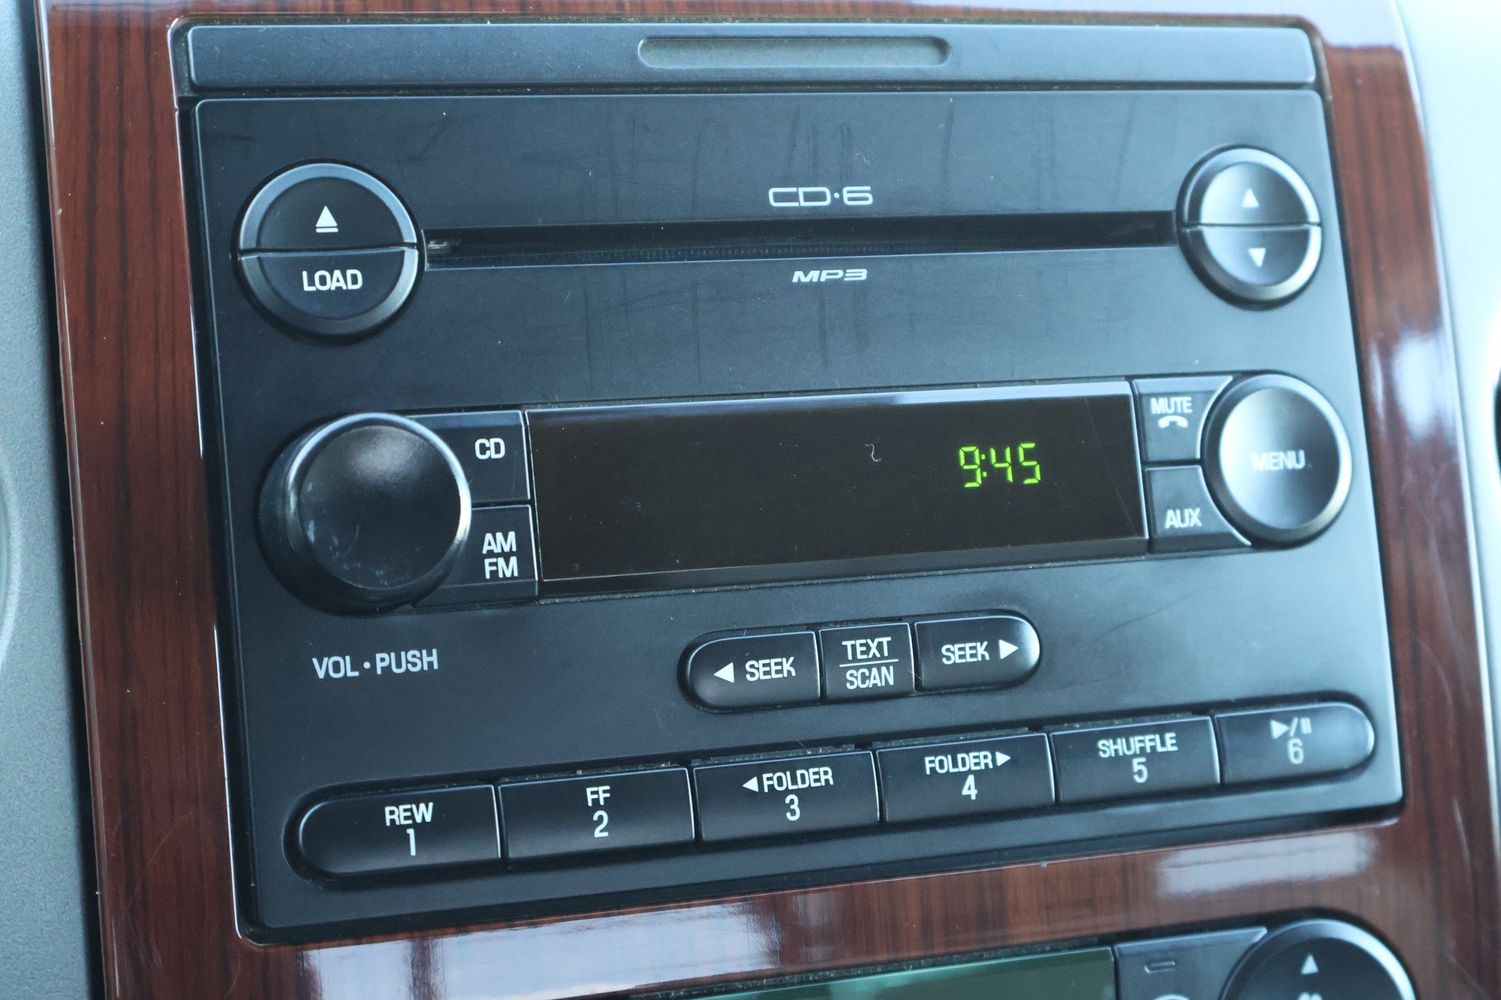 CD·6
LOAD
MP3
CD
9:45
MUTE
MENU
AUX
AM
FM
VOL • PUSH
SEEK
TEXT
SCAN
SEEK
REW
1
FF
2
FOLDER
3
FOLDER
4
SHUFFLE
5
6